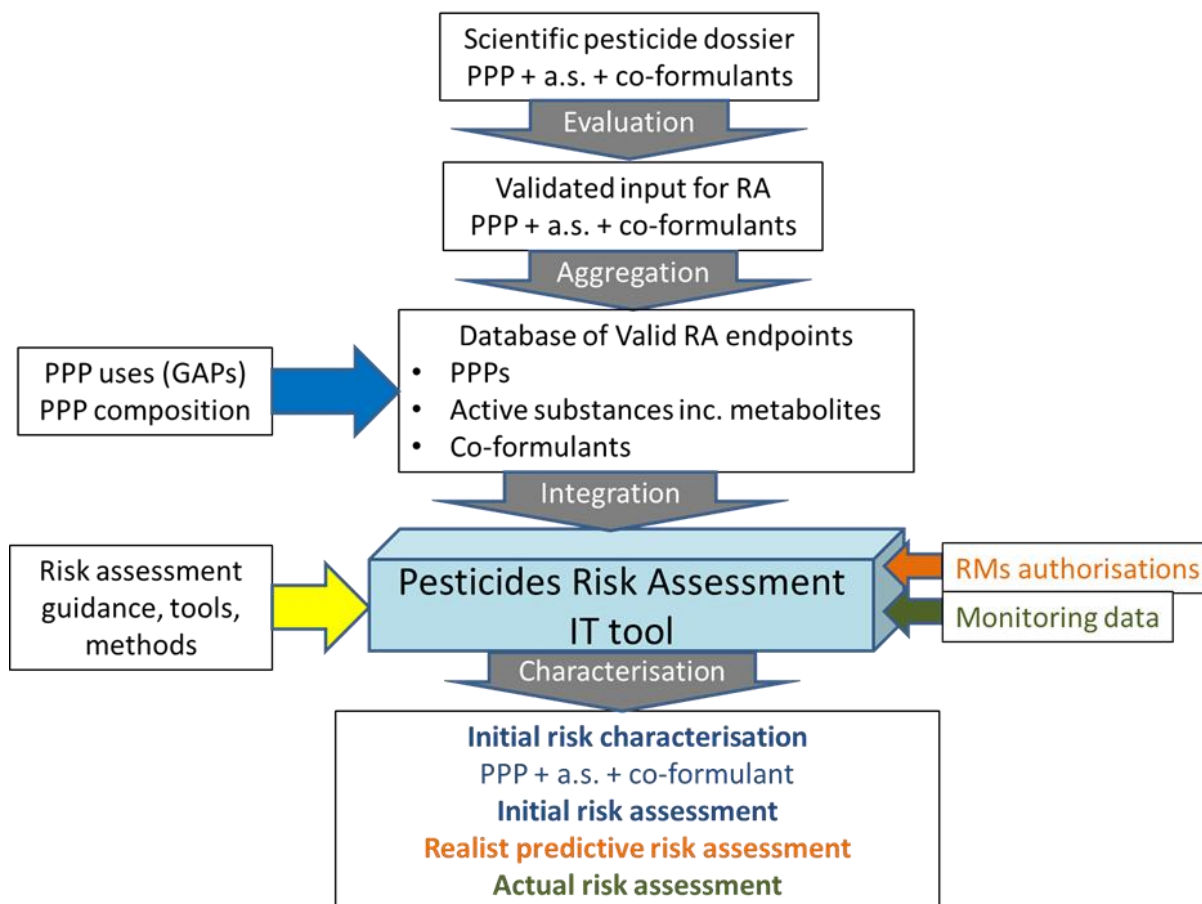 Scientific pesticide dossier
PPP + a.s. + co-formulants
Evaluation
Validated input for RA
PPP + a.s. + co-formulants
Aggregation
PPP uses (GAPs)
PPP composition
Database of Valid RA endpoints
• PPPs
• Active substances inc. metabolites
• Co-formulants
Integration
Risk assessment
guidance, tools,
methods
Pesticides Risk Assessment
IT tool
RMs authorisations
Monitoring data
Characterisation
Initial risk characterisation
PPP + a.s. + co-formulant
Initial risk assessment
Realist predictive risk assessment
Actual risk assessment